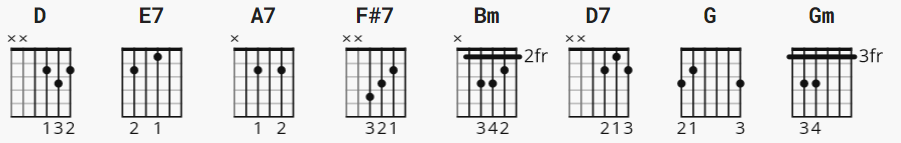 D E7 A7 F#7 Bm D7 G Gm
×× × ×× × ××
2fr 3fr
132 2 1 1 2 321 342 213 21 3 34